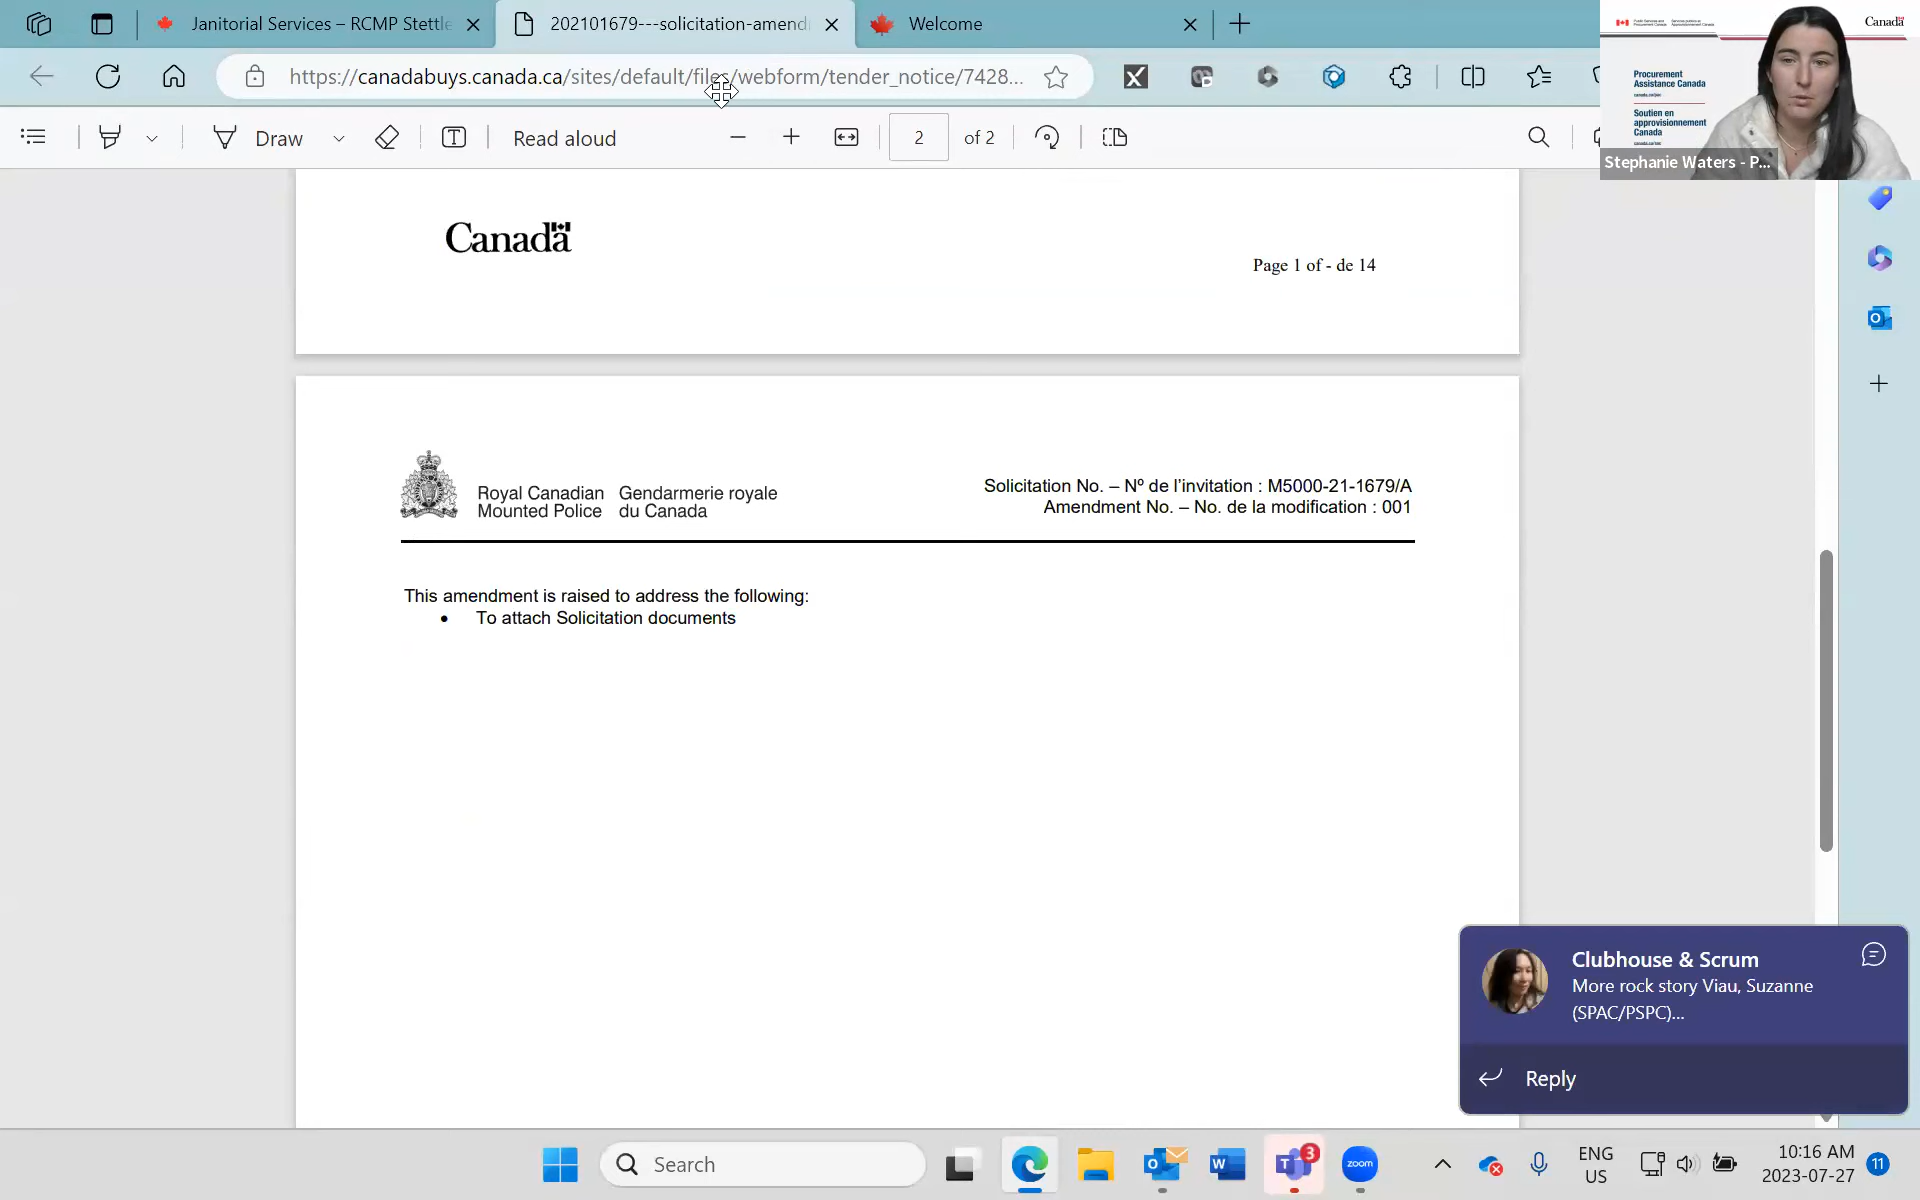 Janitorial Services – RCMP Stettle
202101679---solicitation-amend
Welcome
https://canadabuys.canada.ca/sites/default/files/webform/tender_notice/7428...
Draw
Read aloud
2
of 2
Canada
Procurement
Assistance Canada
Soutien en
approvisionnement
Canada
Stephanie Waters - P...
Canada
Page 1 of - de 14
Royal Canadian
Mounted Police
Gendarmerie royale
du Canada
Solicitation No. – Nº de l'invitation : M5000-21-1679/A
Amendment No. – No. de la modification : 001
This amendment is raised to address the following:
• To attach Solicitation documents
Clubhouse & Scrum
More rock story Viau, Suzanne
(SPAC/PSPC)...
Reply
Search
3
zoom
ENG
US
10:16 AM
2023-07-27
11